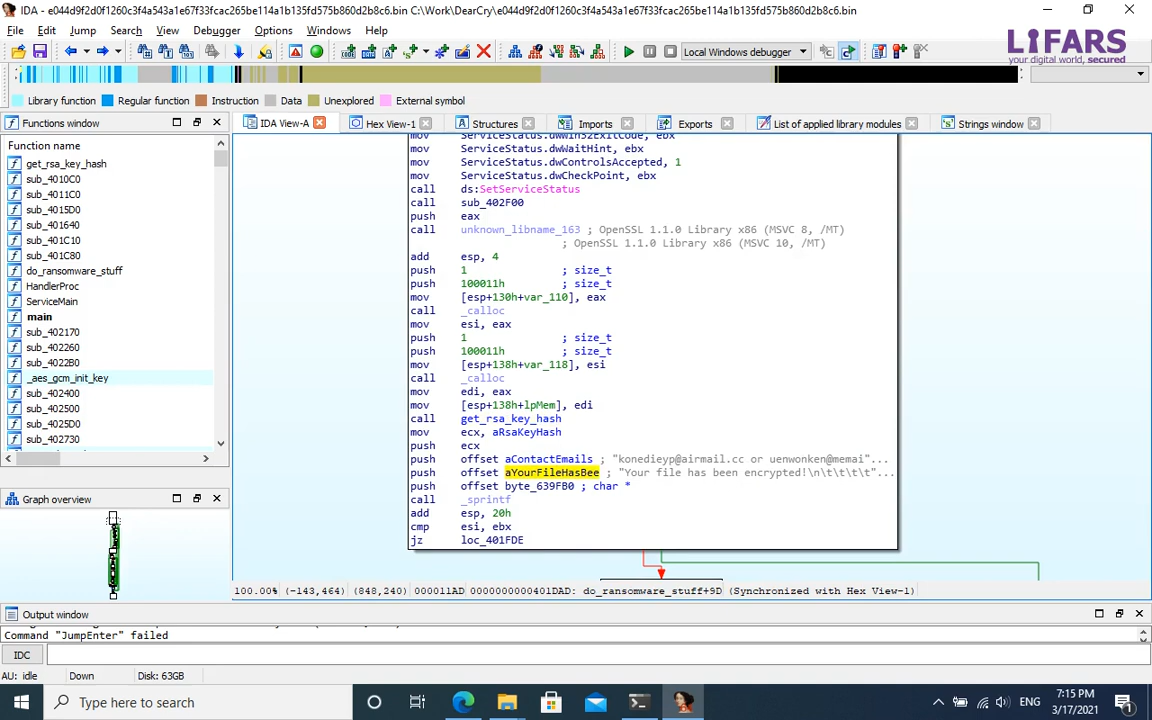 IDA - e044d9f2d0f1260c3f4a543a1f33fcac265be114a1b135fd575b860d2b8c6.bin C:\Work\DearCry\e044d9f2d0f1260c3f4a543a1f33fcac265be114a1b135fd575b860d2b8c6.bin
File Edit Jump Search View Debugger Options Windows Help
Local Windows debugger
LIFARS
your digital world, secured
Library function Regular function Instruction Data Unexplored External symbol
Functions window
IDA View-A Hex View-1 Structures Imports Exports List of applied library modules Strings window
Function name
get_rsa_key_hash
sub_4010C0
sub_4011C0
sub_4015D0
sub_401640
sub_401C10
sub_401C80
do_ransomware_stuff
HandlerProc
ServiceMain
main
sub_402170
sub_402260
sub_4022B0
_aes_gcm_init_key
sub_402400
sub_402500
sub_4025D0
sub_402730
mov ServiceStatus.dwWin32ExitCode, ebx
mov ServiceStatus.dwWaitHint, ebx
mov ServiceStatus.dwControlsAccepted, 1
mov ServiceStatus.dwCheckPoint, ebx
call ds:SetServiceStatus
call sub_402F00
push eax
call unknown_libname_163 ; OpenSSL 1.1.0 Library x86 (MSVC 8, /MT)
; OpenSSL 1.1.0 Library x86 (MSVC 10, /MT)
add esp, 4
push 1 ; size_t
push 100011h ; size_t
mov [esp+130h+var_110], eax
call _calloc
mov esi, eax
push 1 ; size_t
push 100011h ; size_t
mov [esp+138h+var_118], esi
call _calloc
mov edi, eax
mov [esp+138h+lpMem], edi
call get_rsa_key_hash
mov ecx, aRsaKeyHash
push ecx
push offset aContactEmails ; "konedieyp@airmail.cc or uenwonken@memai"...
push offset aYourFileHasBee ; "Your file has been encrypted!\n\t\t\t\t"...
push offset byte_639FB0 ; char *
call _sprintf
add esp, 20h
cmp esi, ebx
jz loc_401FDE
Graph overview
100.00% (-143,464) (848,240) 000011AD 0000000000401DAD: do_ransomware_stuff+9D (Synchronized with Hex View-1)
Output window
Command "JumpEnter" failed
IDC
AU: idle Down Disk: 63GB
Type here to search
ENG
7:15 PM
3/17/2021
1